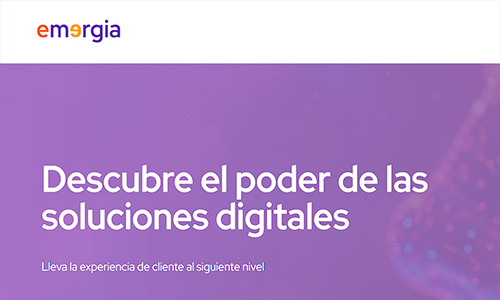 emergia
Descubre el poder de las
soluciones digitales
Lleva la experiencia de cliente al siguiente nivel